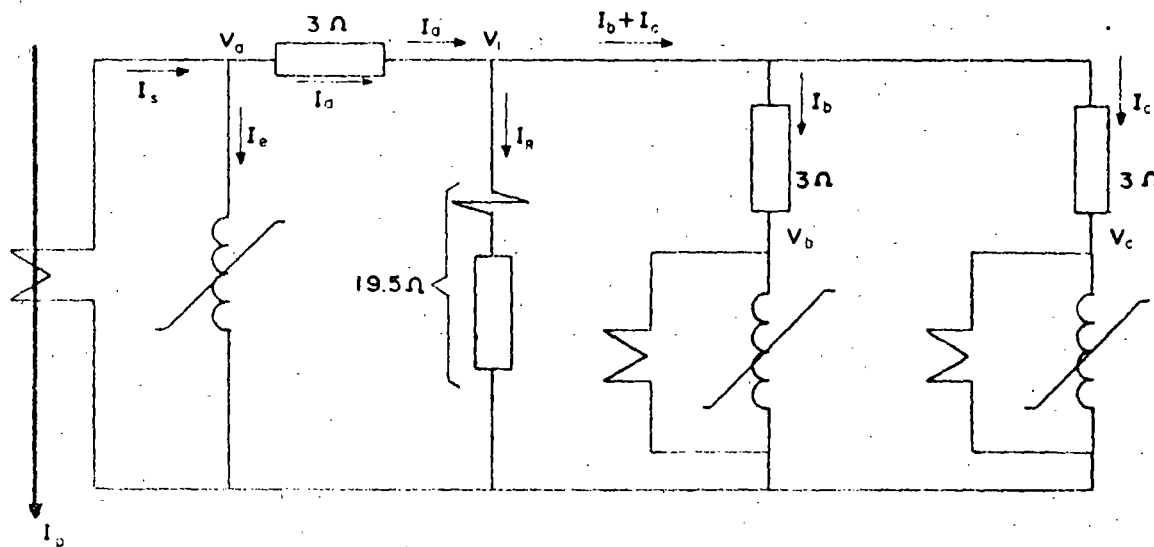 3 Ω
V_a
I_a
V_1
I_b + I_c
I_s
I_a
I_e
I_R
I_b
I_c
3 Ω
3 Ω
V_b
V_c
19.5 Ω
I_p